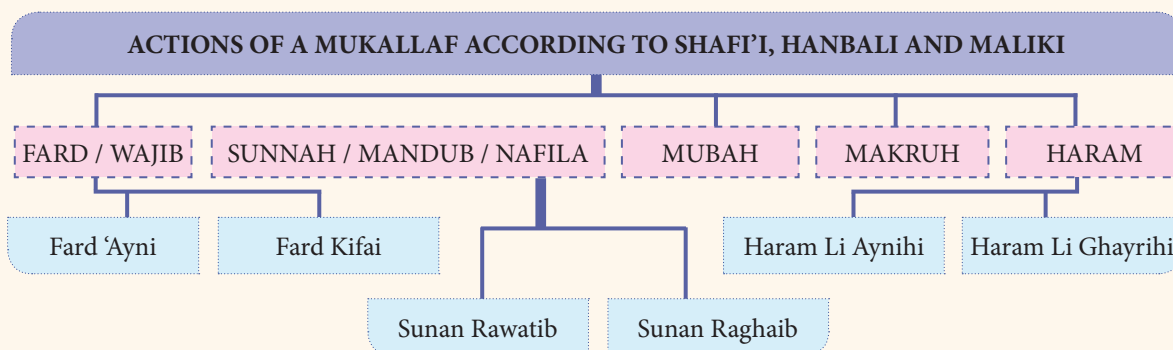 ACTIONS OF A MUKALLAF ACCORDING TO SHAFI’I, HANBALI AND MALIKI
FARD / WAJIB
SUNNAH / MANDUB / NAFILA
MUBAH
MAKRUH
HARAM
Fard ‘Ayni
Fard Kifai
Haram Li Aynihi
Haram Li Ghayrihi
Sunan Rawatib
Sunan Raghaib